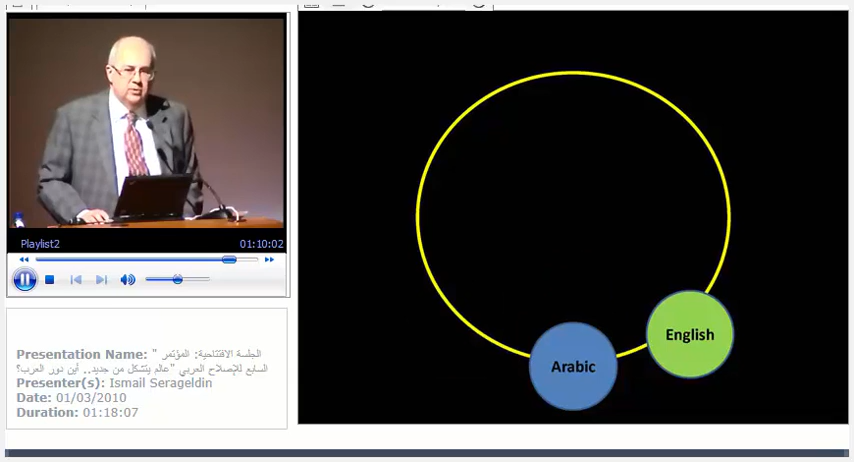 Playlist2 01:10:02
Presentation Name: " الجلسة الافتتاحية: المؤتمر
السابع للإصلاح العربي "عالم يتشكل من جديد.. أين دور العرب؟
Presenter(s): Ismail Serageldin
Date: 01/03/2010
Duration: 01:18:07
English
Arabic